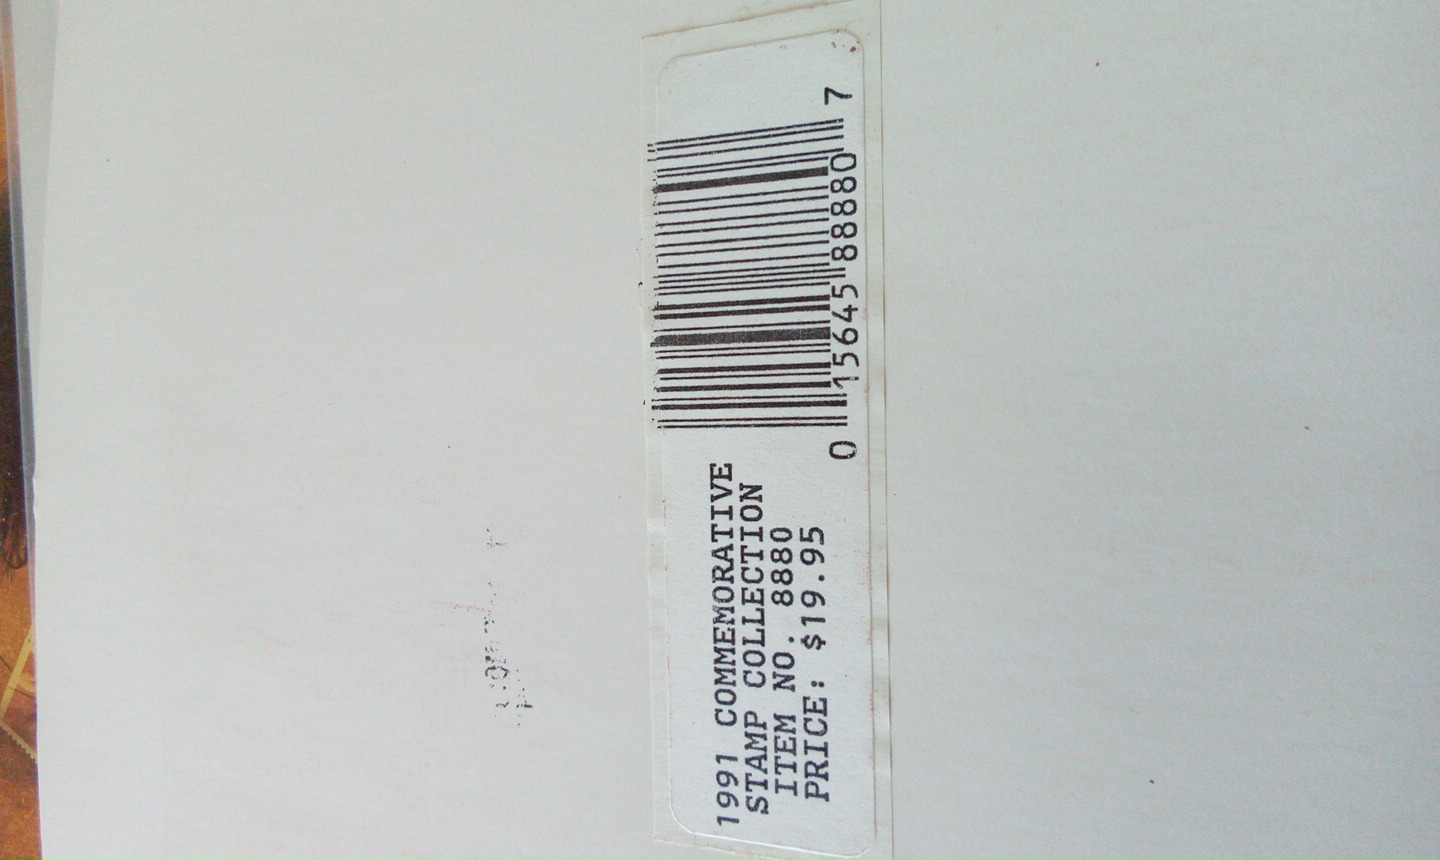 1991 COMMEMORATIVE
STAMP COLLECTION
ITEM NO. 8880
PRICE: $19.95
0 15645 88880 7